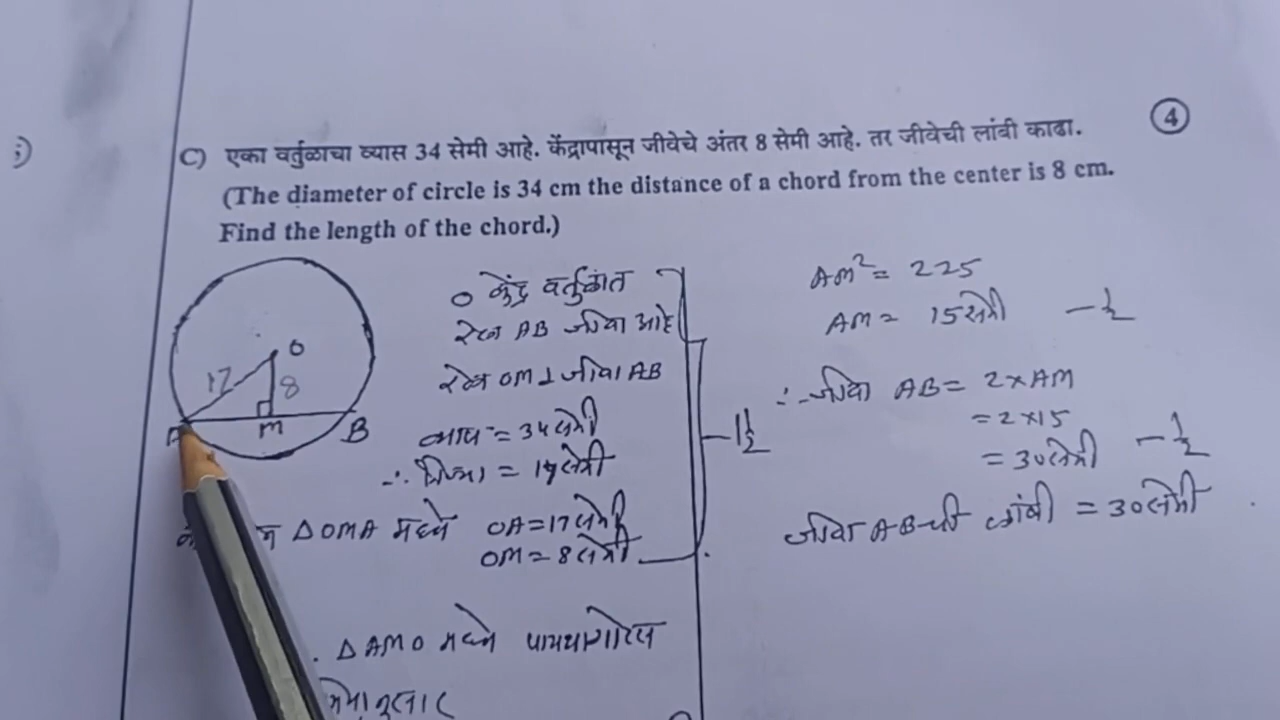 ④
C) एका वर्तुळाचा व्यास 34 सेमी आहे. केंद्रापासून जीवेचे अंतर 8 सेमी आहे. तर जीवेची लांबी काढा.
(The diameter of circle is 34 cm the distance of a chord from the center is 8 cm.
Find the length of the chord.)
O
17
8
M
B
O केंद्र वर्तुळात
रेख AB जीवा आहे
रेख OM ⊥ जीवा AB
व्यास = 34 सेमी
∴ त्रिज्या = 17 सेमी
△OMA मध्ये OA = 17 सेमी
OM = 8 सेमी
1½
△AMO मध्ये पायथागोरस
AM² = 225
AM = 15 सेमी - ½
∴ जीवा AB = 2×AM
= 2×15
= 30 सेमी - ½
जीवा AB ची लांबी = 30 सेमी